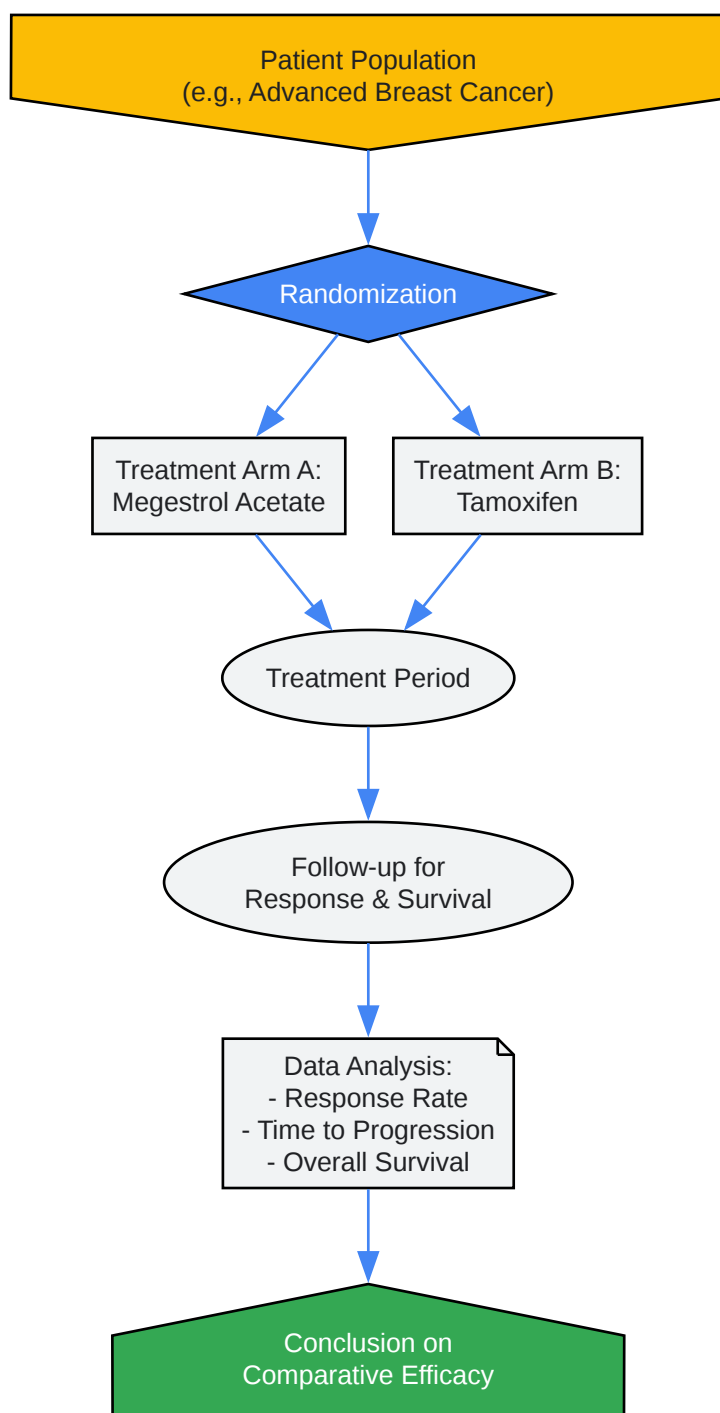 Patient Population
(e.g., Advanced Breast Cancer)
Randomization
Treatment Arm A:
Megestrol Acetate
Treatment Arm B:
Tamoxifen
Treatment Period
Follow-up for
Response & Survival
Data Analysis:
- Response Rate
- Time to Progression
- Overall Survival
Conclusion on
Comparative Efficacy